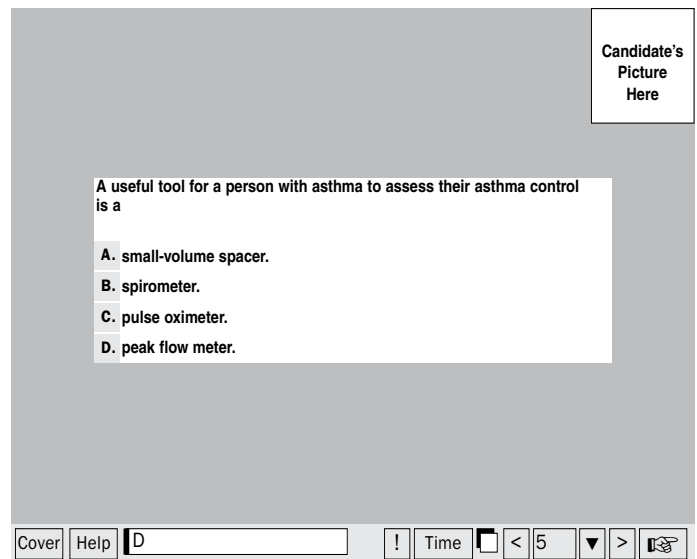 Candidate's
Picture
Here
A useful tool for a person with asthma to assess their asthma control
is a
A. small-volume spacer.
B. spirometer.
C. pulse oximeter.
D. peak flow meter.
Cover Help D ! Time < 5 ▼ > ☞